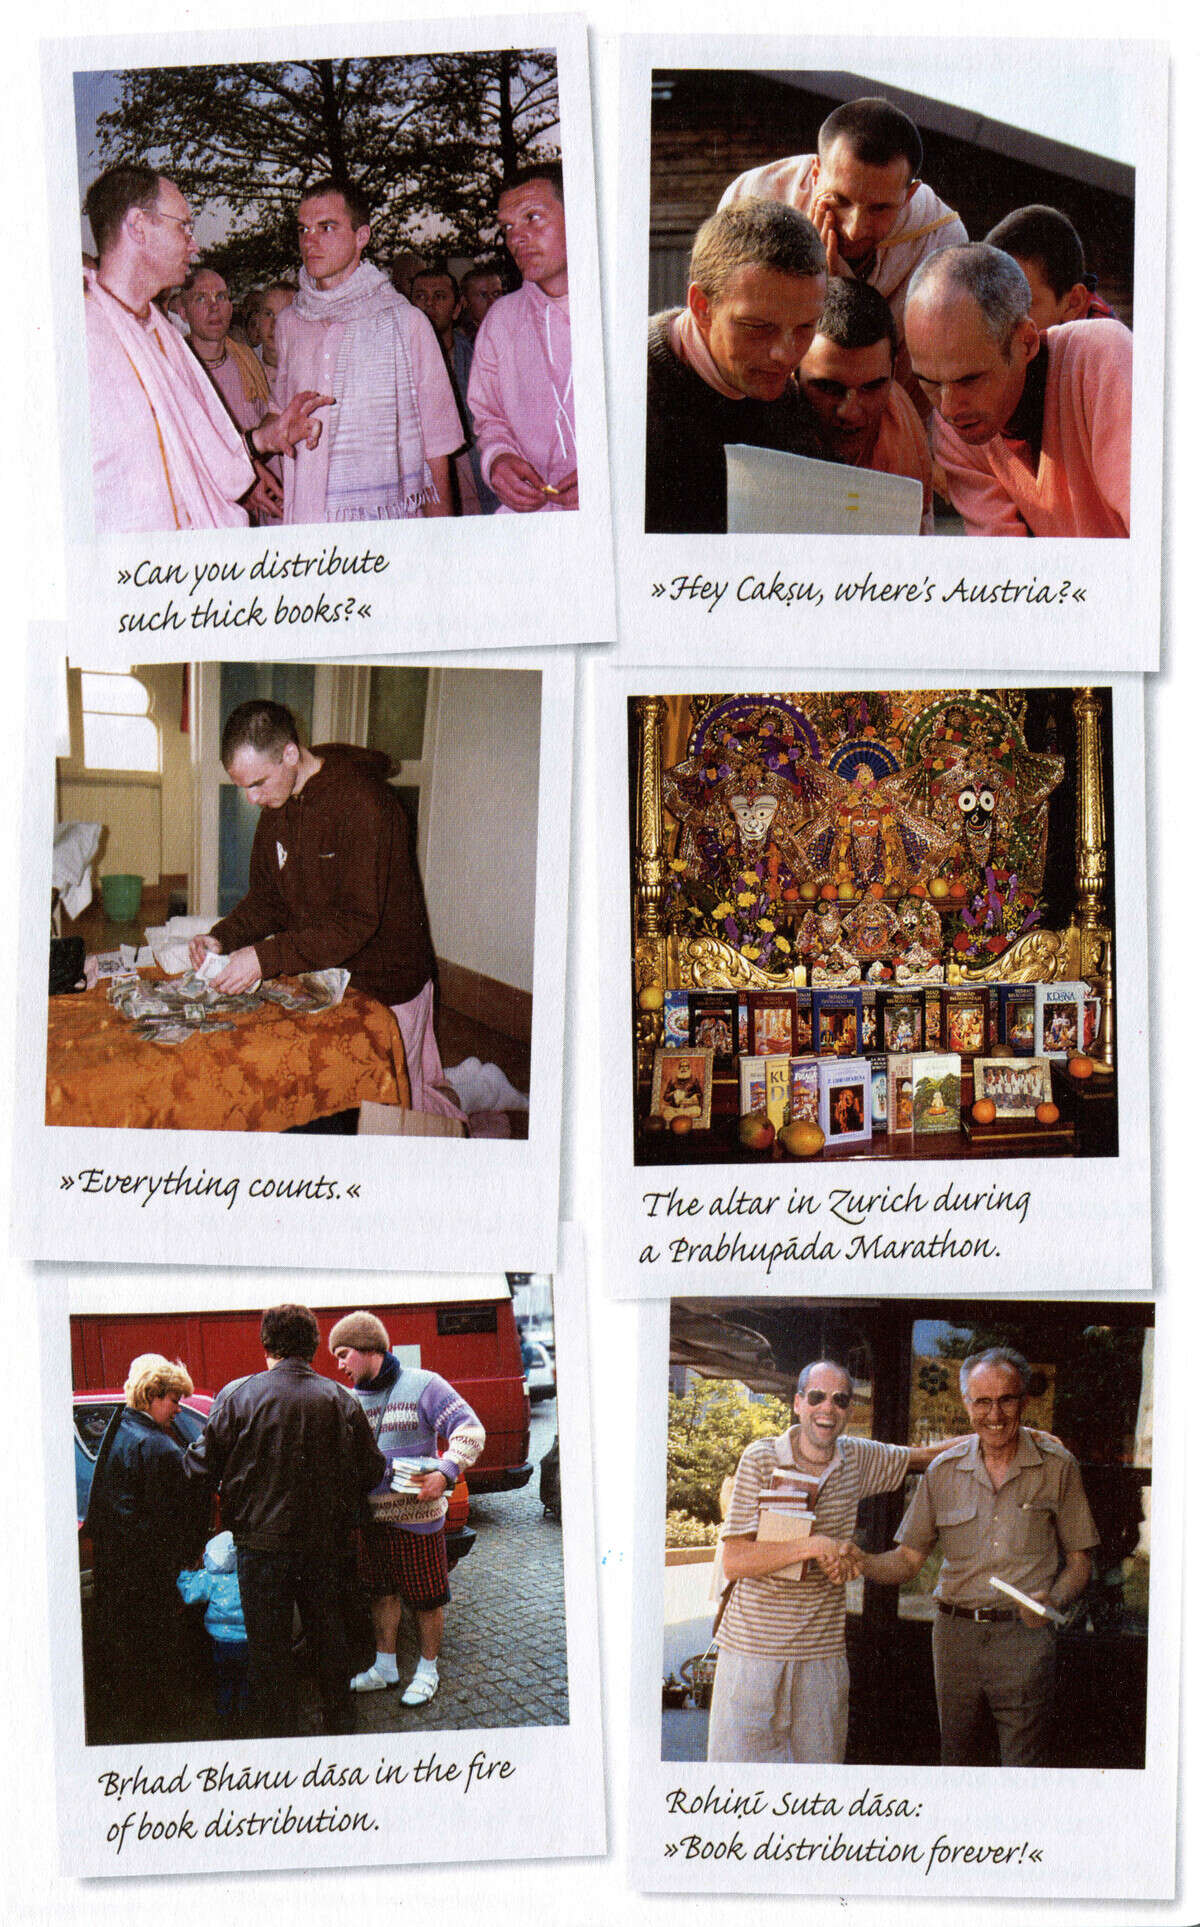 »Can you distribute
such thick books?«
»Hey Cakṣu, where's Austria?«
»Everything counts.«
KṚṢṆA
The altar in Zurich during
a Prabhupāda Marathon.
Bṛhad Bhānu dāsa in the fire
of book distribution.
Rohiṇī Suta dāsa:
»Book distribution forever!«